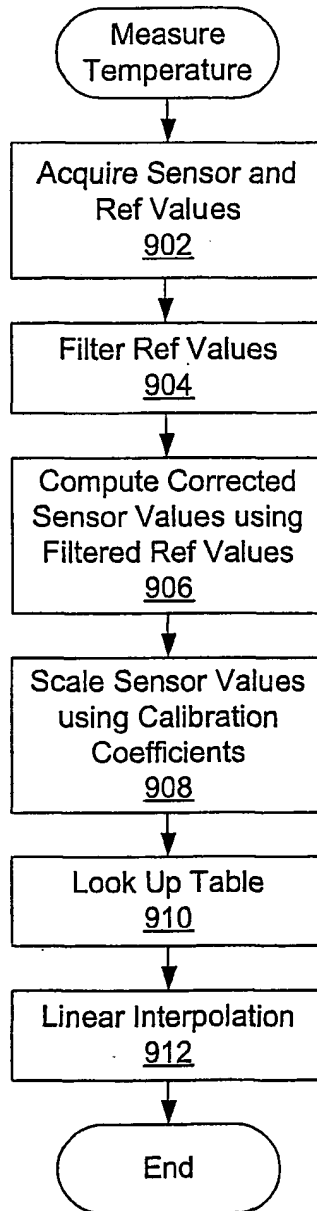 Measure
Temperature
Acquire Sensor and
Ref Values
902
Filter Ref Values
904
Compute Corrected
Sensor Values using
Filtered Ref Values
906
Scale Sensor Values
using Calibration
Coefficients
908
Look Up Table
910
Linear Interpolation
912
End